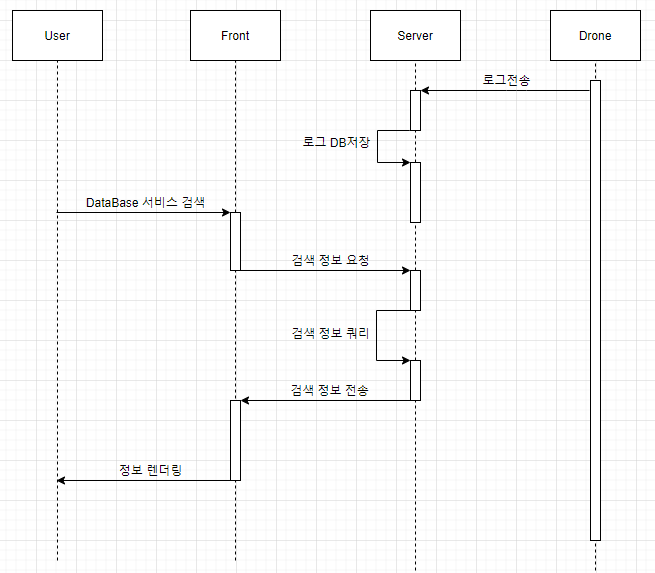 User
Front
Server
Drone
로그전송
로그 DB저장
DataBase 서비스 검색
검색 정보 요청
검색 정보 쿼리
검색 정보 전송
정보 렌더링